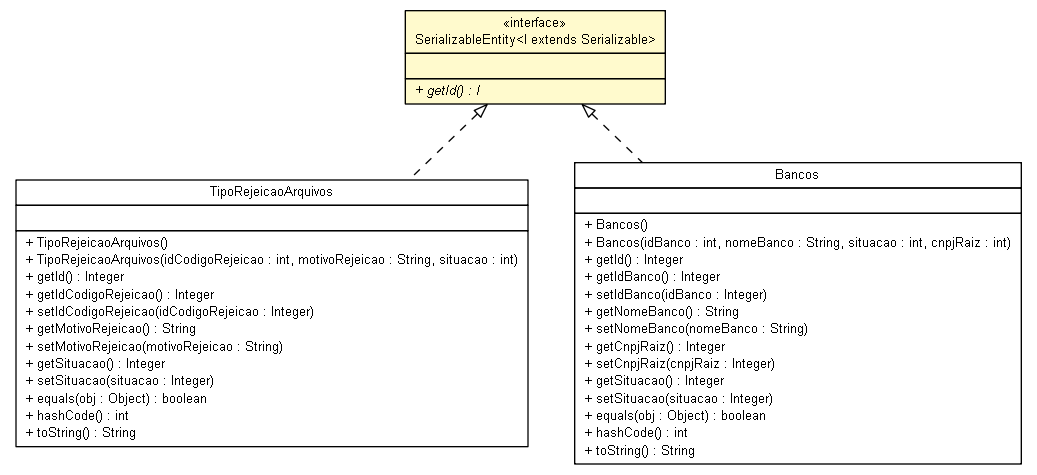 «interface»
SerializableEntity<I extends Serializable>
+ getId() : I
TipoRejeicaoArquivos
+ TipoRejeicaoArquivos()
+ TipoRejeicaoArquivos(idCodigoRejeicao : int, motivoRejeicao : String, situacao : int)
+ getId() : Integer
+ getIdCodigoRejeicao() : Integer
+ setIdCodigoRejeicao(idCodigoRejeicao : Integer)
+ getMotivoRejeicao() : String
+ setMotivoRejeicao(motivoRejeicao : String)
+ getSituacao() : Integer
+ setSituacao(situacao : Integer)
+ equals(obj : Object) : boolean
+ hashCode() : int
+ toString() : String
Bancos
+ Bancos()
+ Bancos(idBanco : int, nomeBanco : String, situacao : int, cnpjRaiz : int)
+ getId() : Integer
+ getIdBanco() : Integer
+ setIdBanco(idBanco : Integer)
+ getNomeBanco() : String
+ setNomeBanco(nomeBanco : String)
+ getCnpjRaiz() : Integer
+ setCnpjRaiz(cnpjRaiz : Integer)
+ getSituacao() : Integer
+ setSituacao(situacao : Integer)
+ equals(obj : Object) : boolean
+ hashCode() : int
+ toString() : String